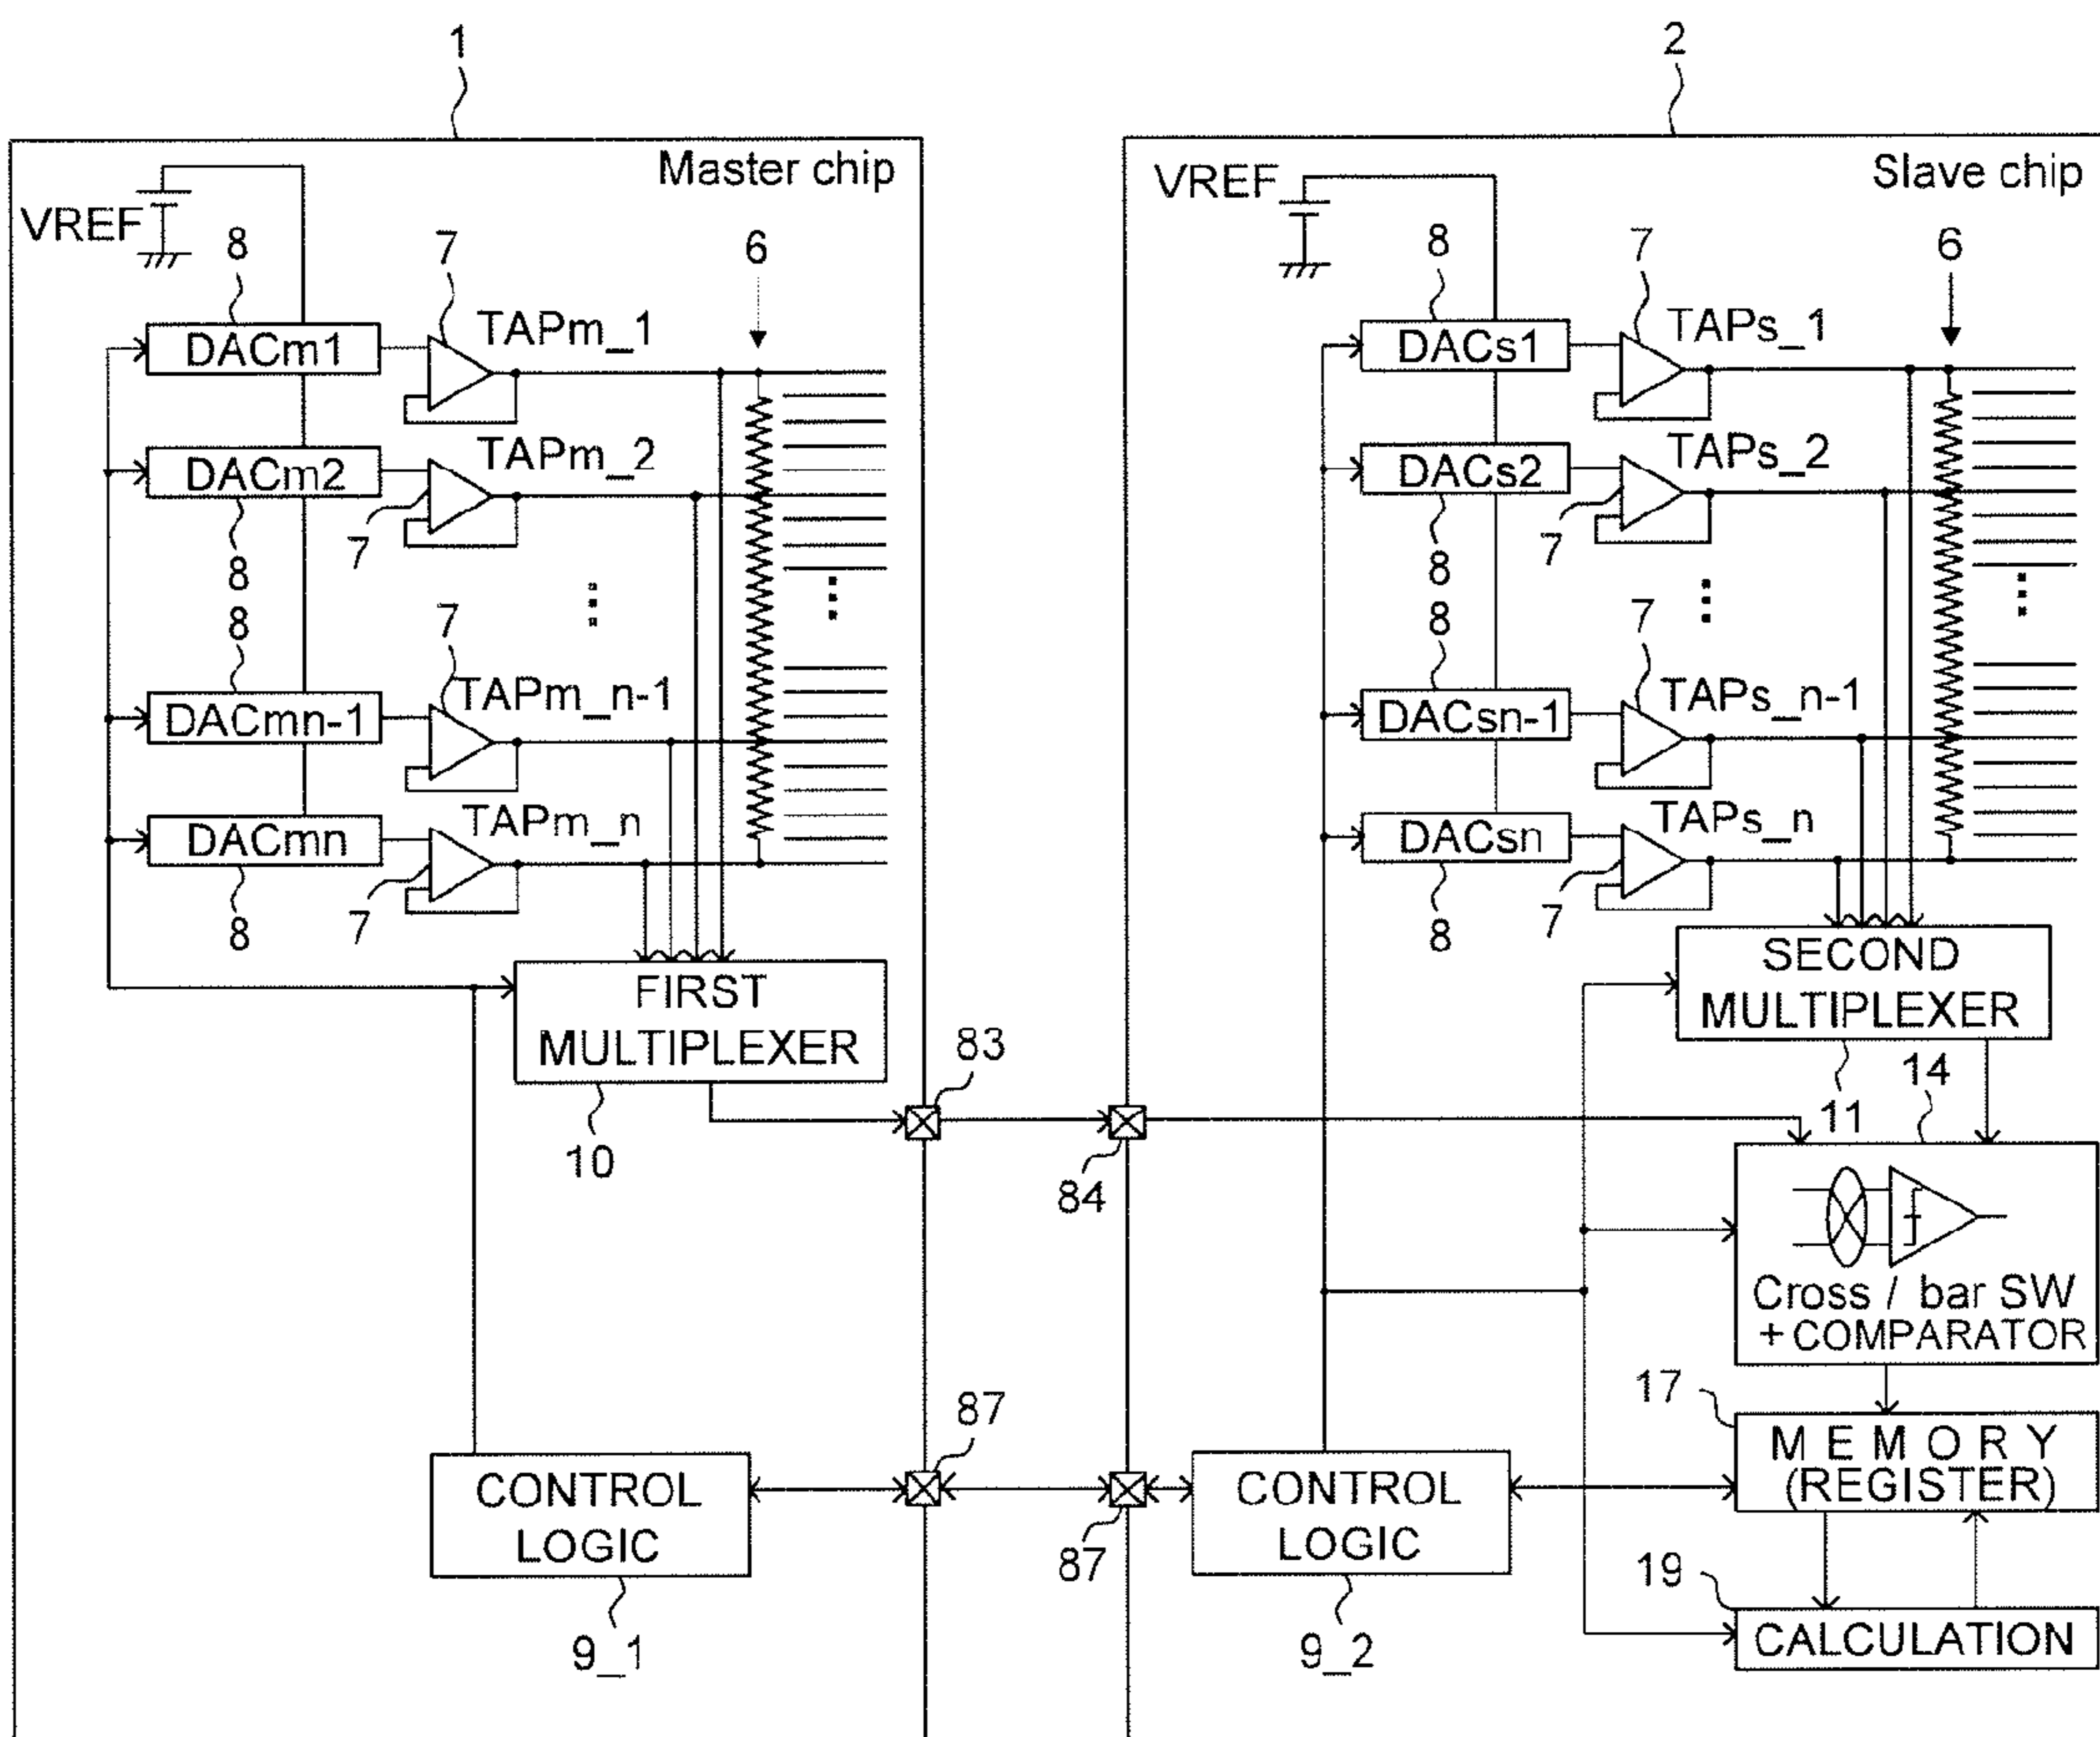 1
Master chip
VREF
8
7
TAPm_1
6
DACm1
DACm2
TAPm_2
8
7
8
7
TAPm_n-1
DACmn-1
TAPm_n
DACmn
8
7
FIRST
MULTIPLEXER
10
83
CONTROL
LOGIC
9_1
87
2
Slave chip
VREF
8
7
TAPs_1
6
DACs1
DACs2
TAPs_2
8
7
8
7
TAPs_n-1
DACsn-1
TAPs_n
DACsn
8
7
SECOND
MULTIPLEXER
11
14
84
Cross / bar SW
+ COMPARATOR
17
MEMORY
(REGISTER)
CONTROL
LOGIC
87
9_2
19
CALCULATION